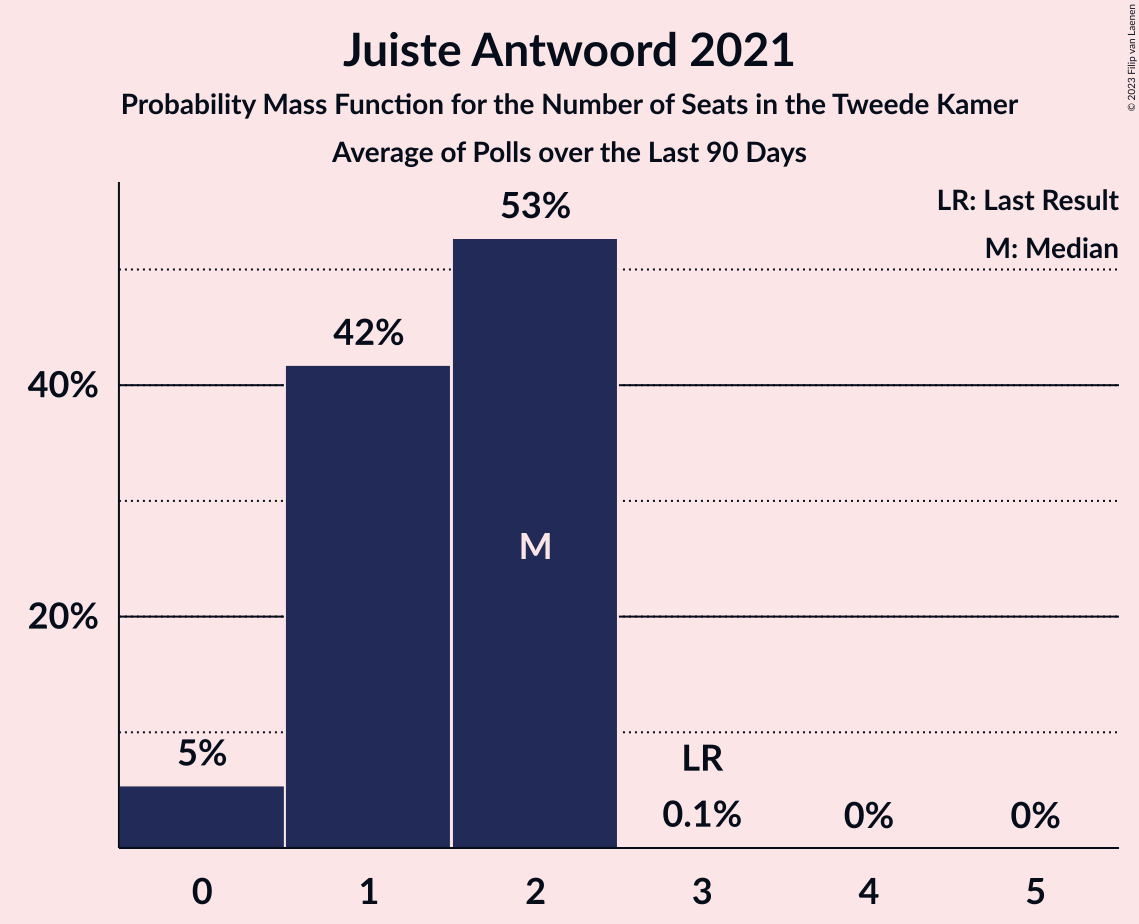 Juiste Antwoord 2021
Probability Mass Function for the Number of Seats in the Tweede Kamer
Average of Polls over the Last 90 Days
© 2023 Filip van Laenen
LR: Last Result
M: Median
53%
42%
40%
M
20%
5%
LR
0.1%
0%
0%
0 1 2 3 4 5